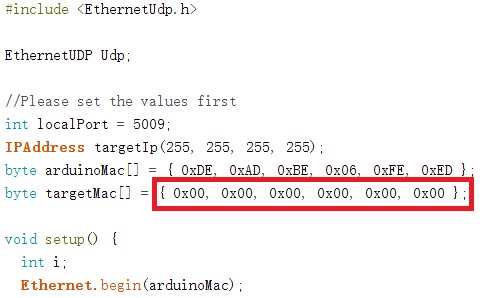 #include <EthernetUdp.h>
EthernetUDP Udp;
//Please set the values first
int localPort = 5009;
IPAddress targetIp(255, 255, 255, 255);
byte arduinoMac[] = { 0xDE, 0xAD, 0xBE, 0x06, 0xFE, 0xED };
byte targetMac[] = { 0x00, 0x00, 0x00, 0x00, 0x00, 0x00 };
void setup() {
int i;
Ethernet.begin(arduinoMac);